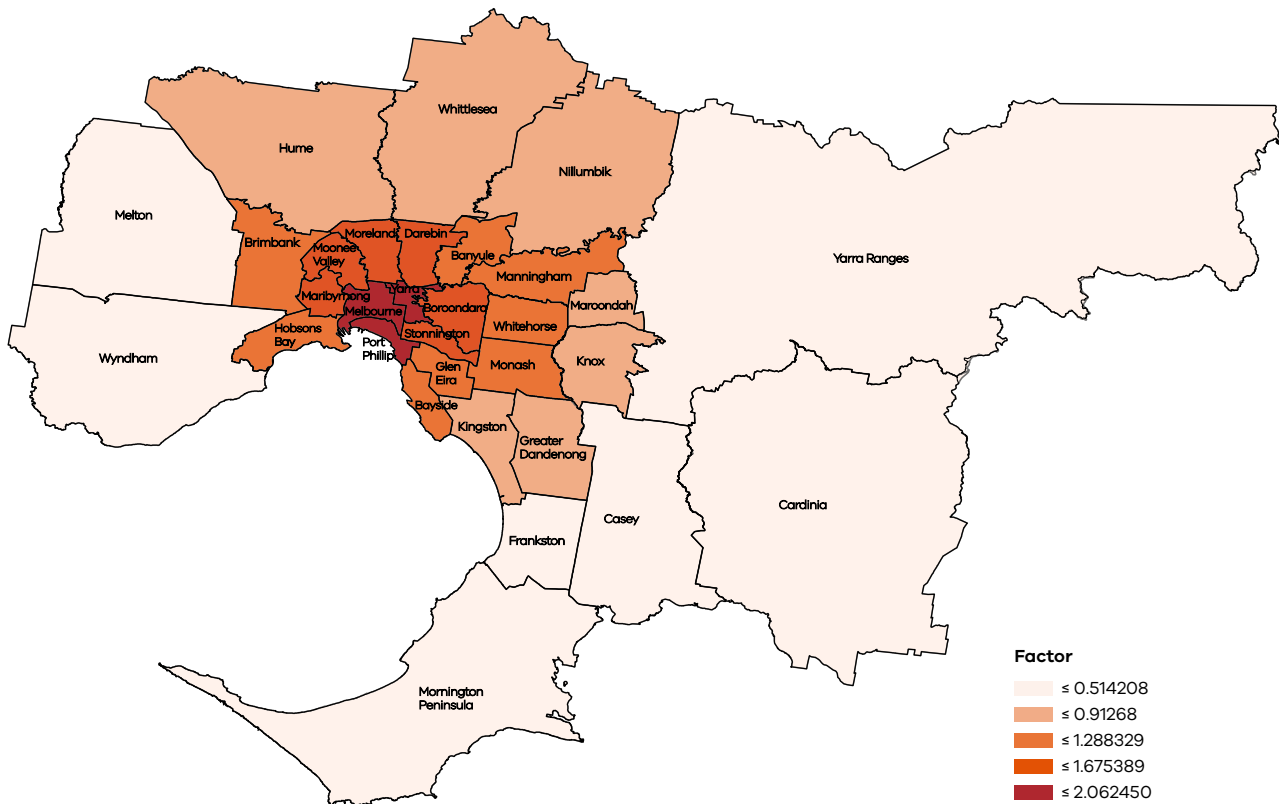 Whittlesea
Hume
Nillumbik
Melton
Moreland
Darebin
Brimbank
Moonee
Valley
Banyule
Yarra Ranges
Manningham
Yarra
Maribyrnong
Maroondah
Boroondara
Melbourne
Whitehorse
Hobsons
Bay
Stonnington
Port
Phillip
Wyndham
Knox
Glen
Eira
Monash
Bayside
Kingston
Greater
Dandenong
Cardinia
Casey
Frankston
Mornington
Peninsula
Factor
≤ 0.514208
≤ 0.91268
≤ 1.288329
≤ 1.675389
≤ 2.062450